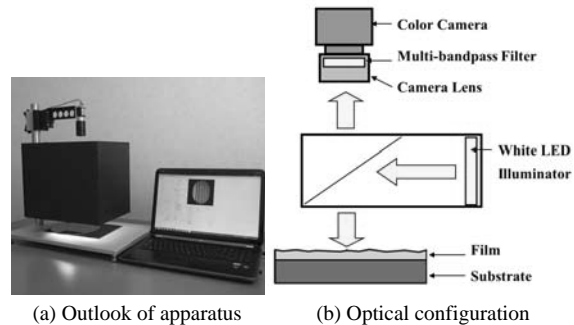 Color Camera
Multi-bandpass Filter
Camera Lens
White LED
Illuminator
Film
Substrate
(a) Outlook of apparatus
(b) Optical configuration